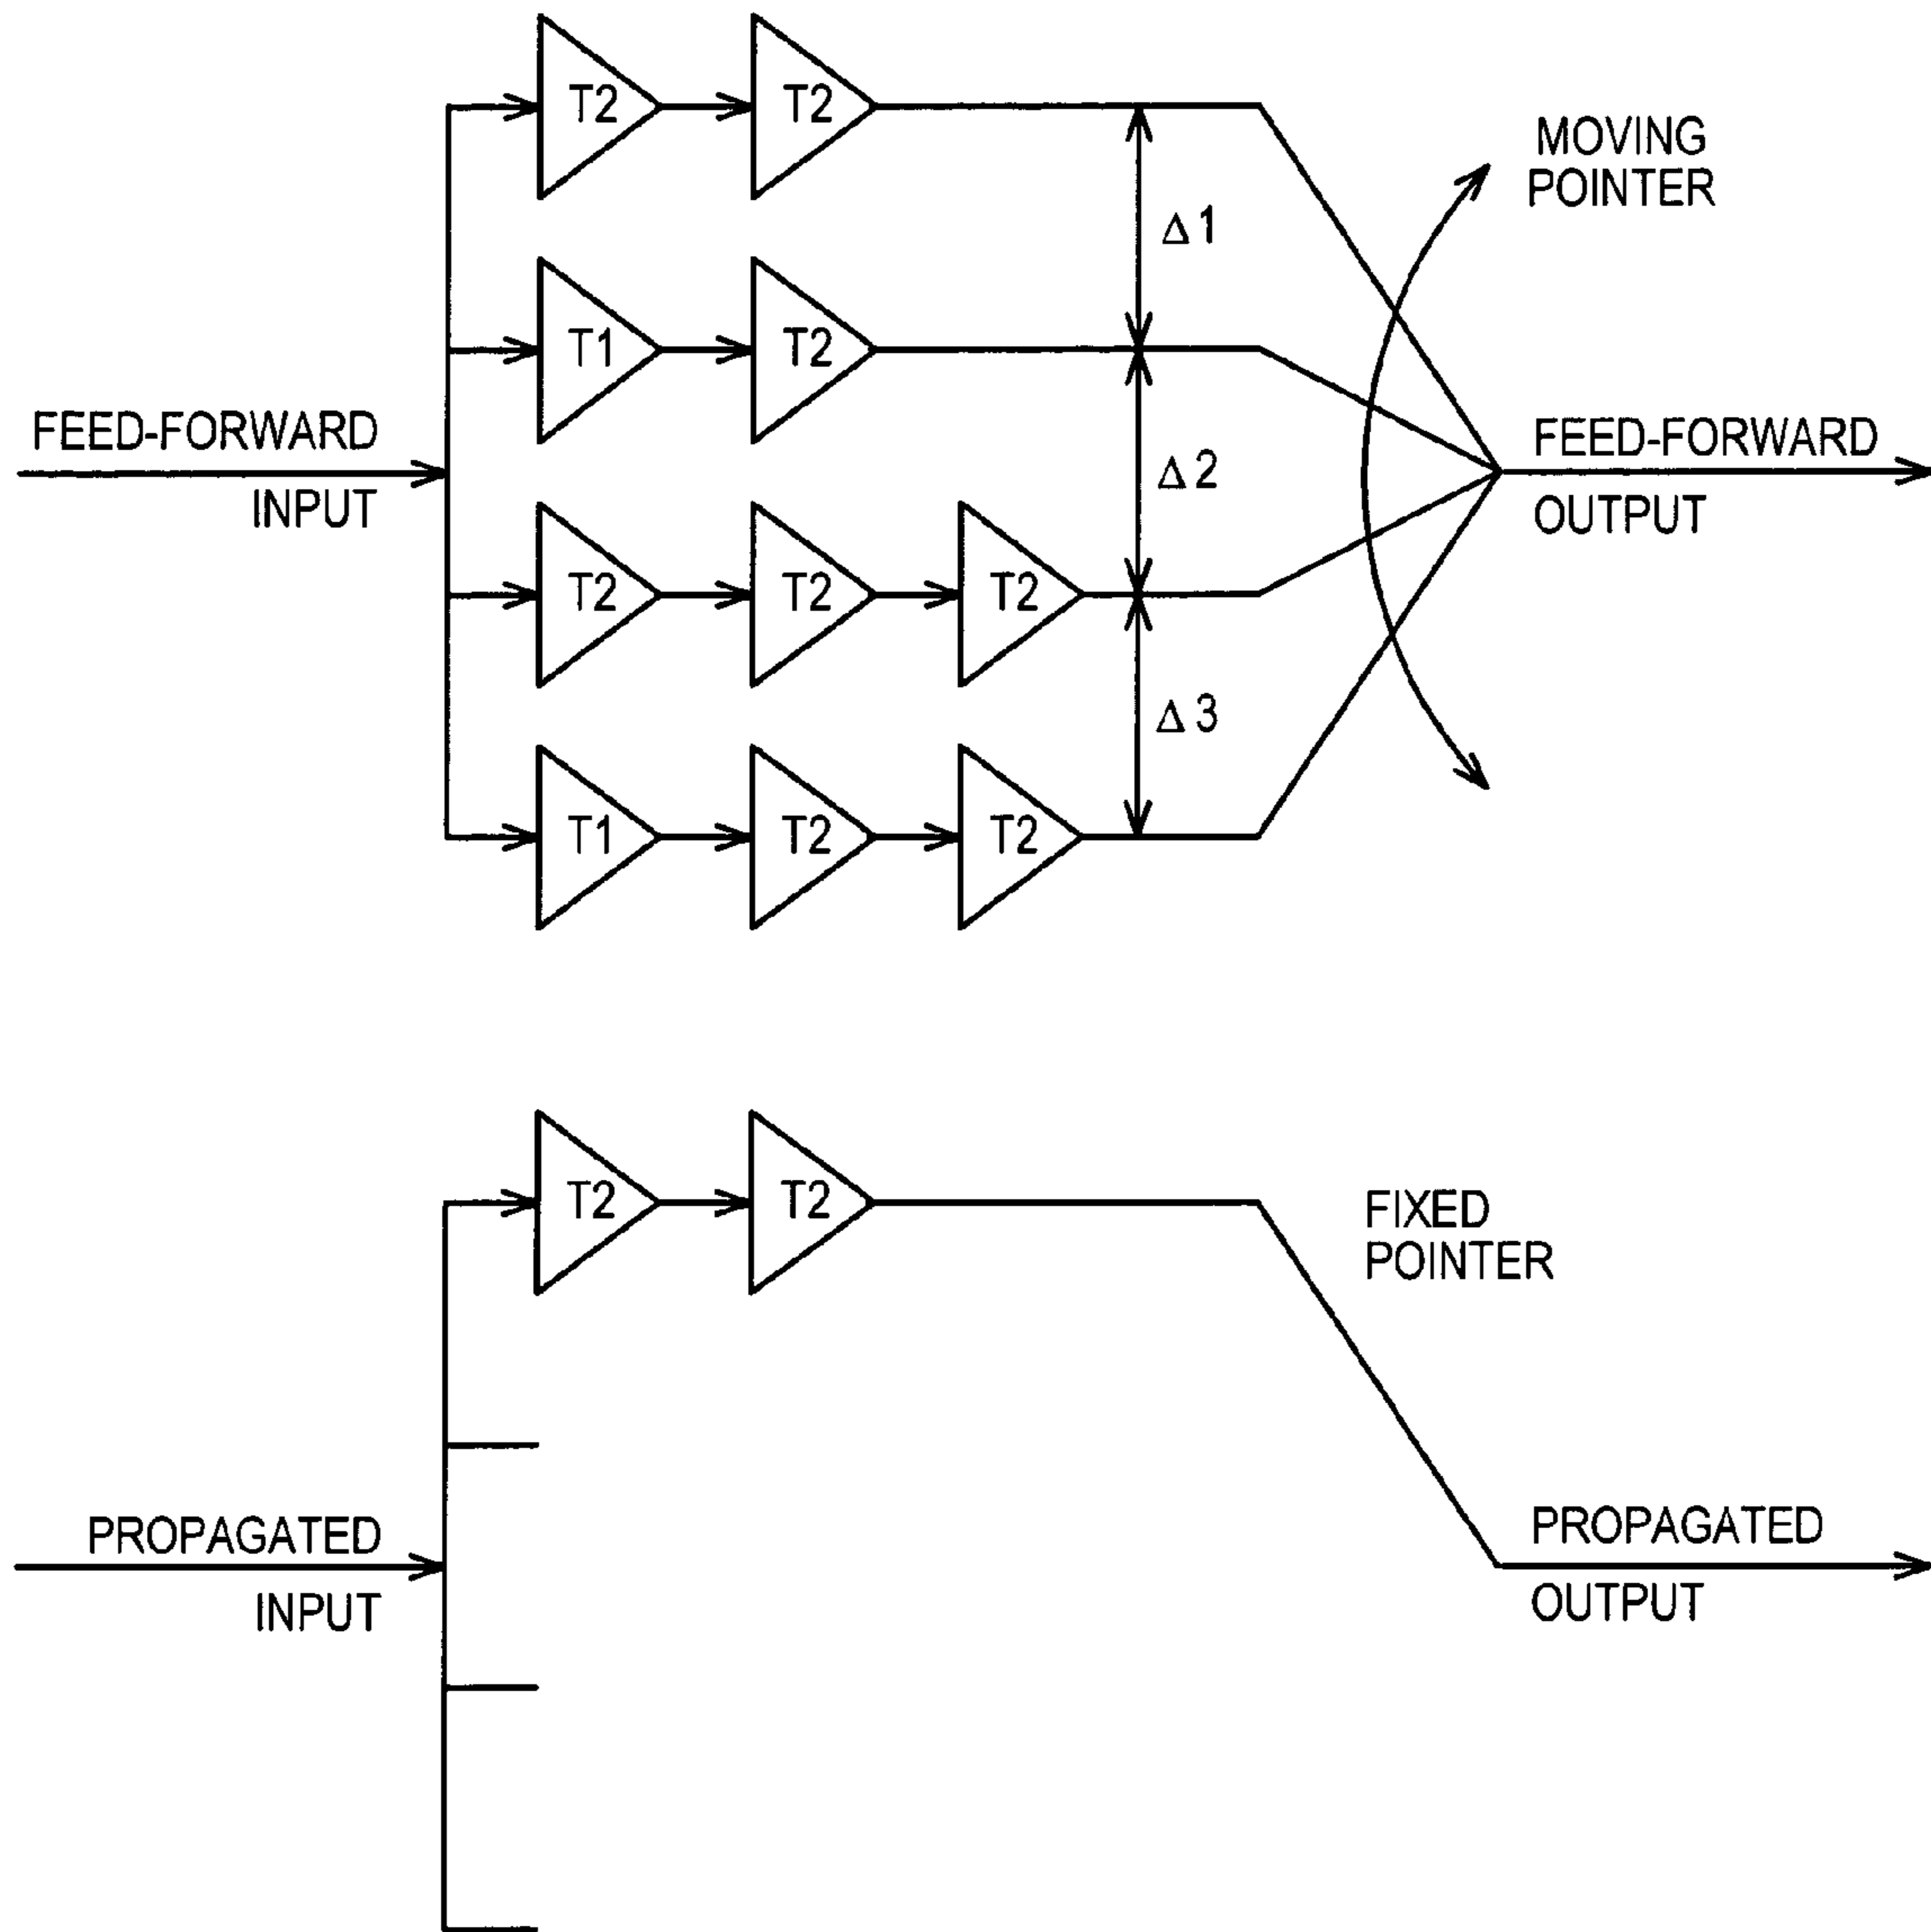 T2 T2
MOVING
POINTER
Δ1
T1 T2
FEED-FORWARD
INPUT
Δ2
FEED-FORWARD
OUTPUT
T2 T2 T2
Δ3
T1 T2 T2
T2 T2
FIXED
POINTER
PROPAGATED
INPUT
PROPAGATED
OUTPUT